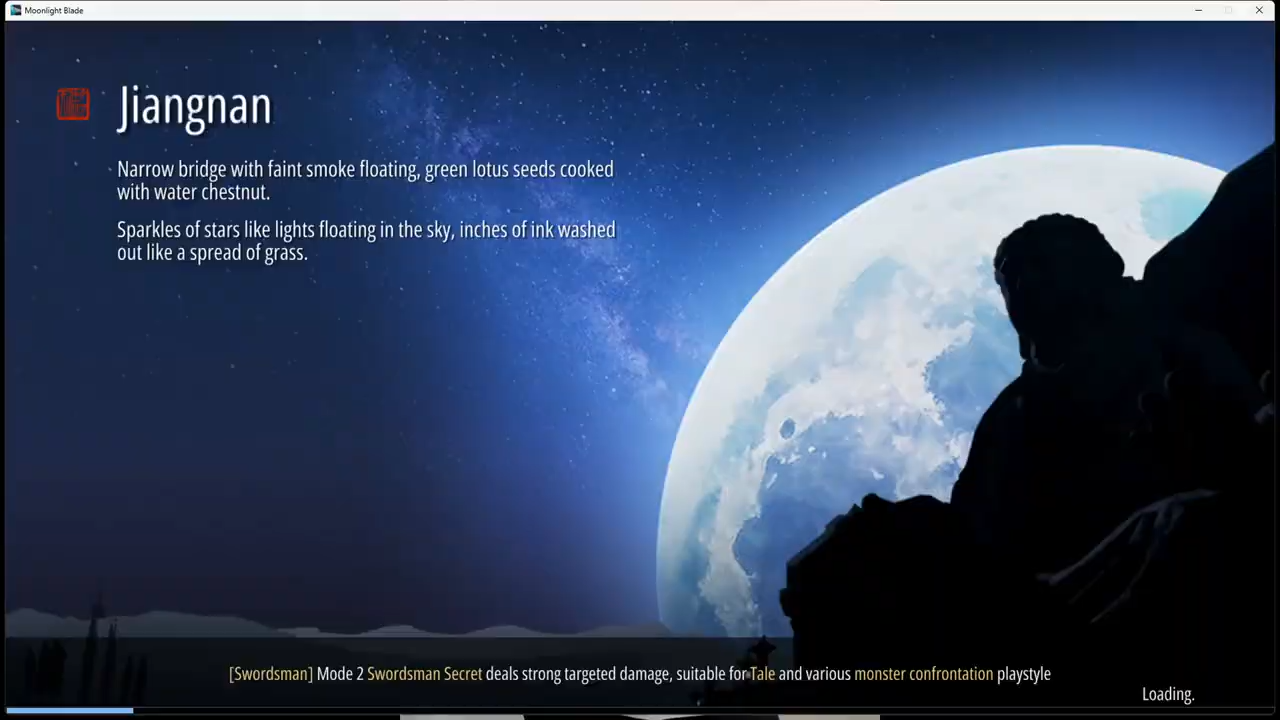 Moonlight Blade
Jiangnan
Narrow bridge with faint smoke floating, green lotus seeds cooked
with water chestnut.
Sparkles of stars like lights floating in the sky, inches of ink washed
out like a spread of grass.
[Swordsman] Mode 2 Swordsman Secret deals strong targeted damage, suitable for Tale and various monster confrontation playstyle
Loading.